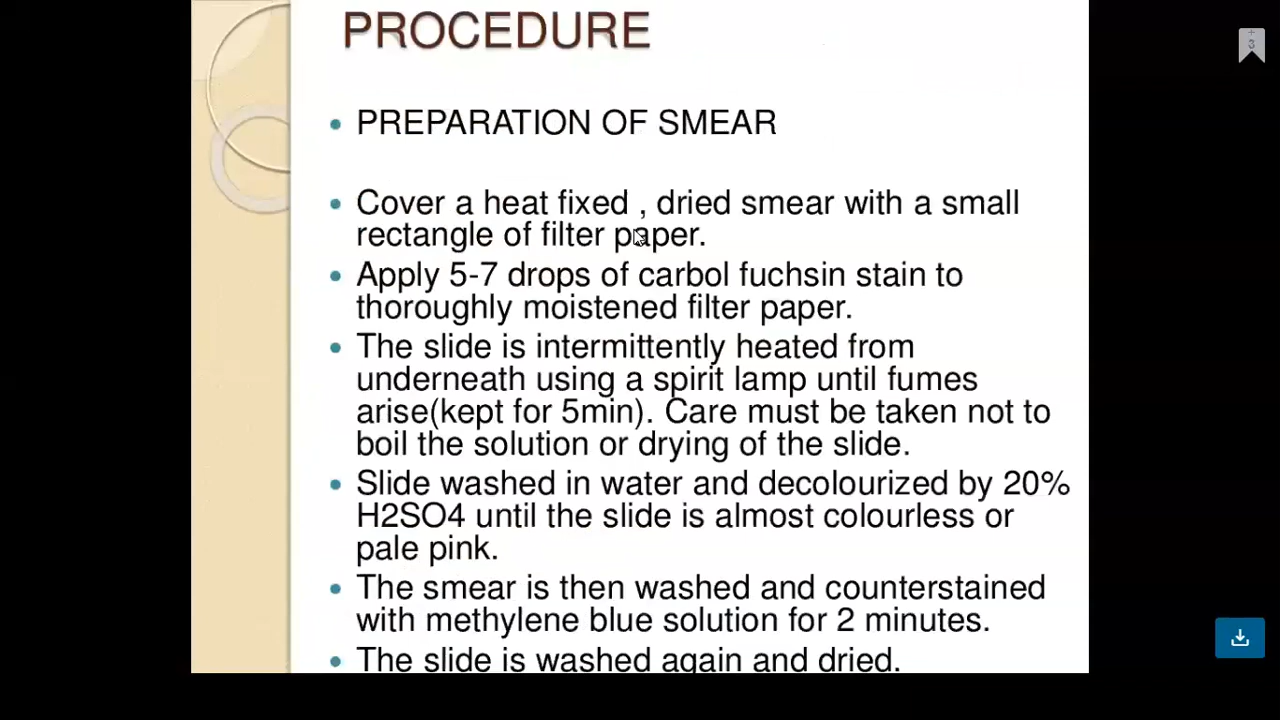 PROCEDURE
PREPARATION OF SMEAR
Cover a heat fixed , dried smear with a small
rectangle of filter paper.
Apply 5-7 drops of carbol fuchsin stain to
thoroughly moistened filter paper.
The slide is intermittently heated from
underneath using a spirit lamp until fumes
arise(kept for 5min). Care must be taken not to
boil the solution or drying of the slide.
Slide washed in water and decolourized by 20%
H2SO4 until the slide is almost colourless or
pale pink.
The smear is then washed and counterstained
with methylene blue solution for 2 minutes.
The slide is washed again and dried.